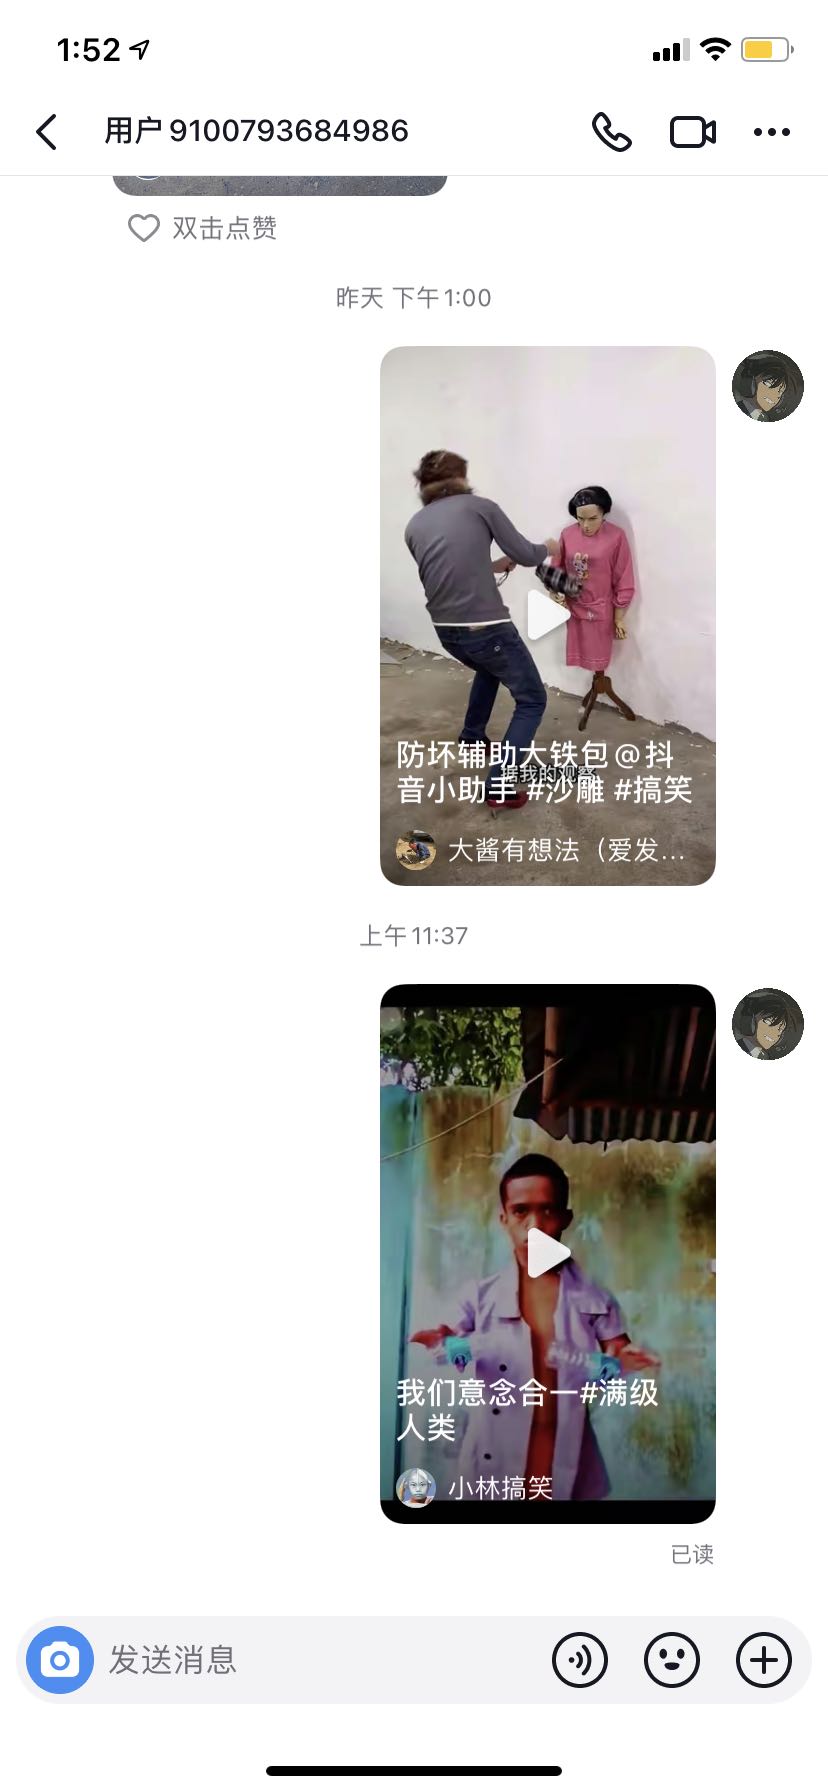 1:52
用户9100793684986
双击点赞
昨天 下午1:00
防坏辅助大铁包@抖
音小助手 #沙雕 #搞笑
据我的观察
大酱有想法（爱发...
上午11:37
我们意念合一#满级
人类
小林搞笑
已读
发送消息